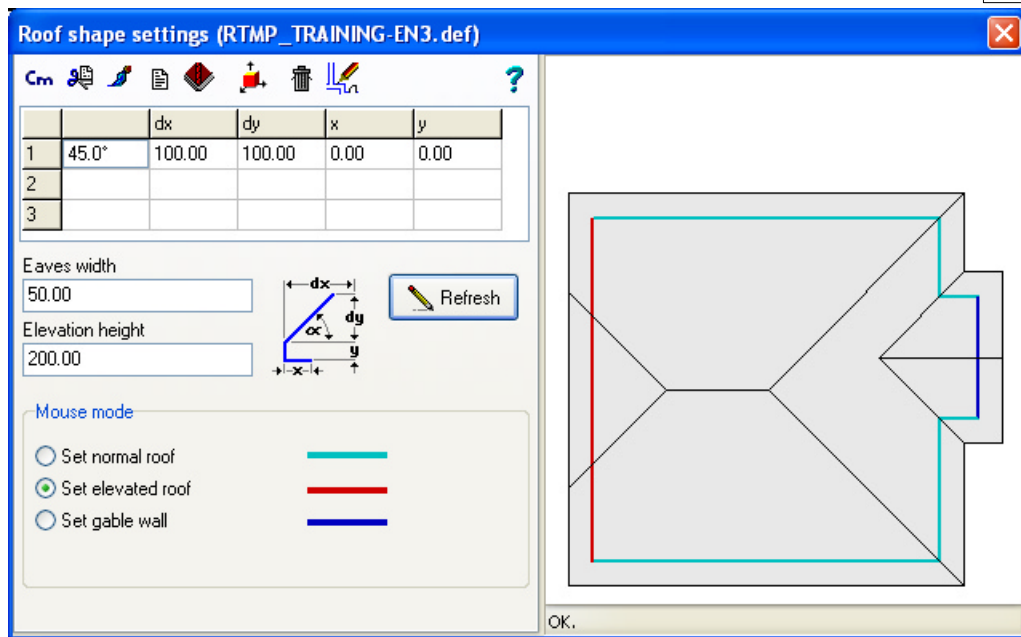 Roof shape settings (RTMP_TRAINING-EN3.def)
Cm
?
dx dy x y
1 45.0° 100.00 100.00 0.00 0.00
2
3
Eaves width
50.00
Elevation height
200.00
dx
dy
α
y
x
Refresh
Mouse mode
Set normal roof
Set elevated roof
Set gable wall
OK.